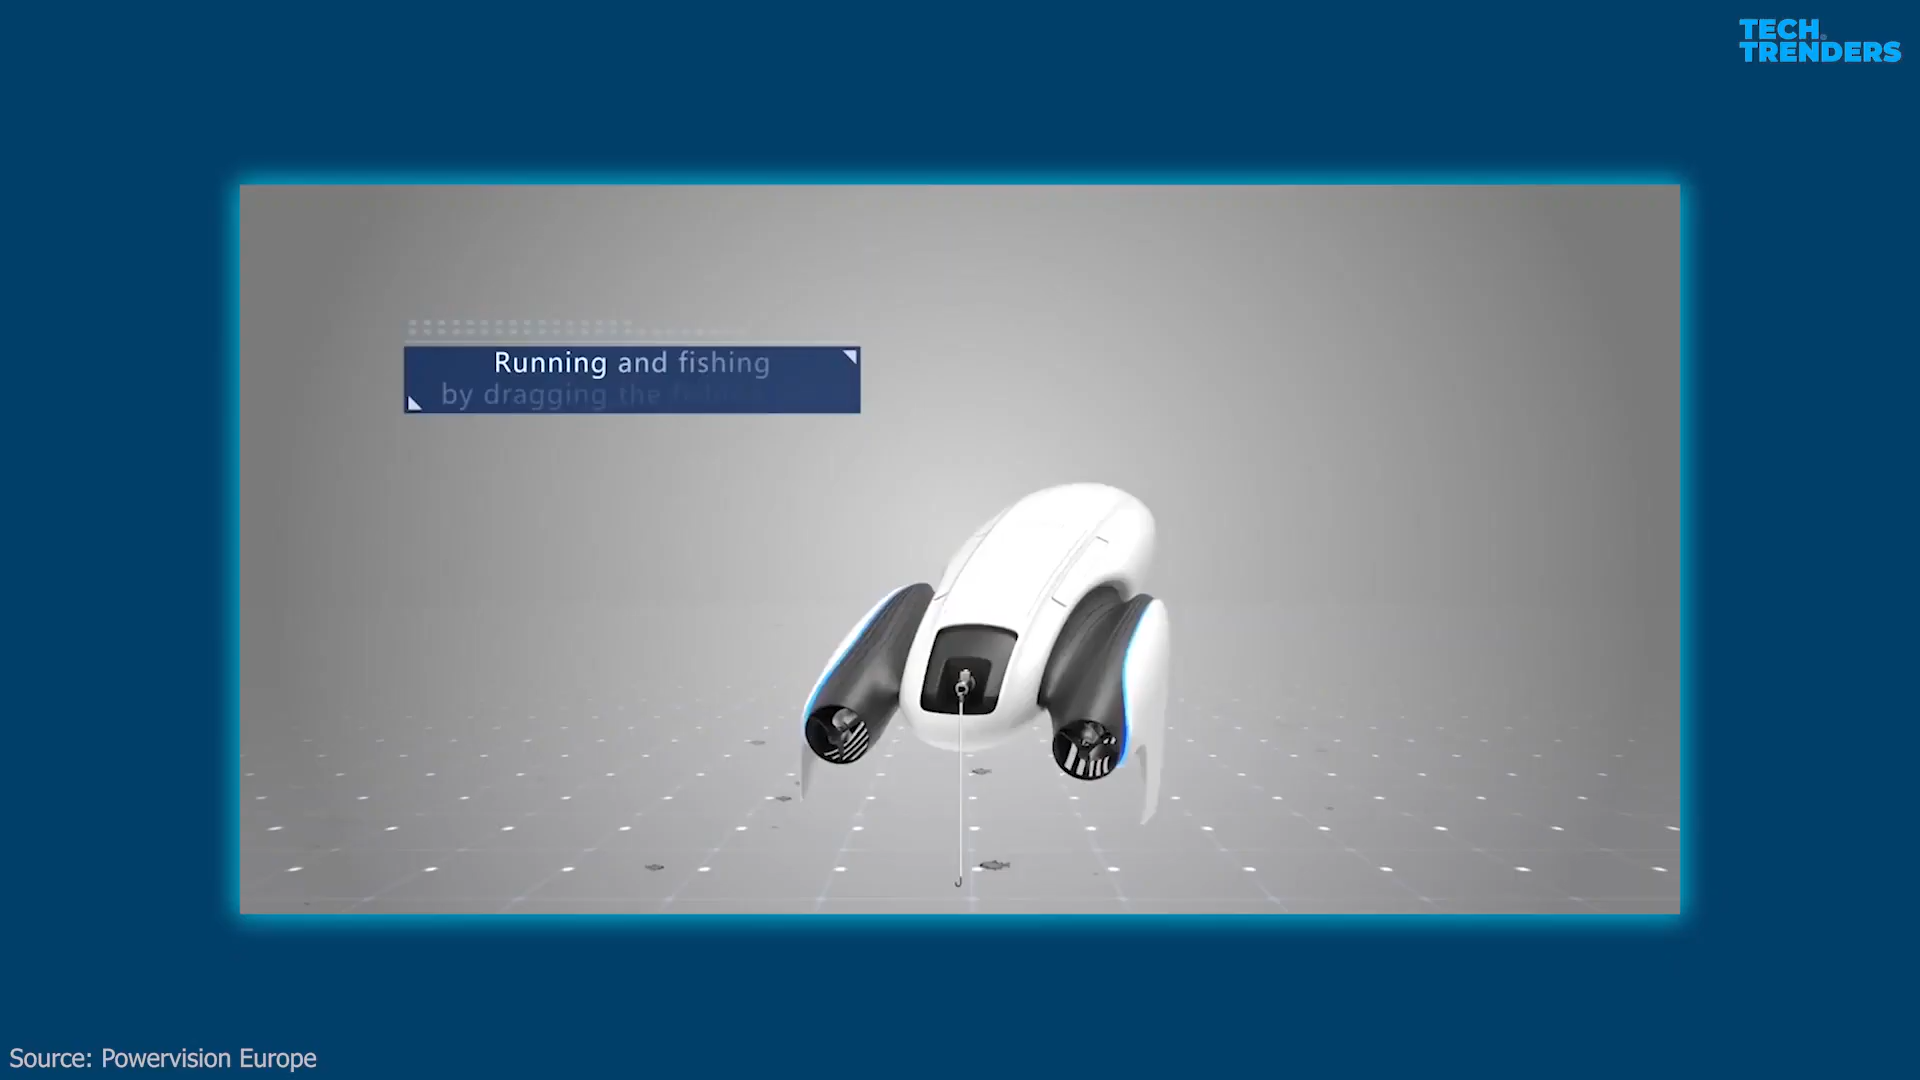 TECH
TRENDERS
Running and fishing
by dragging the
Source: Powervision Europe